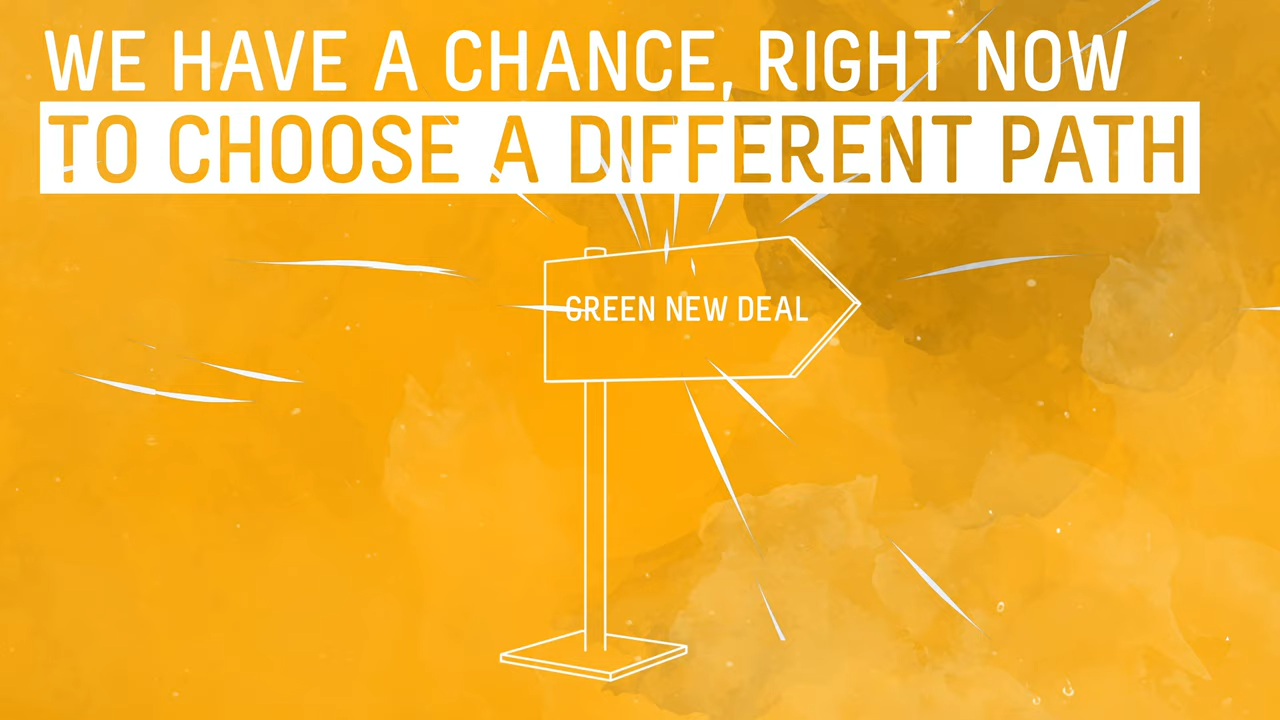 WE HAVE A CHANCE, RIGHT NOW
TO CHOOSE A DIFFERENT PATH
GREEN NEW DEAL